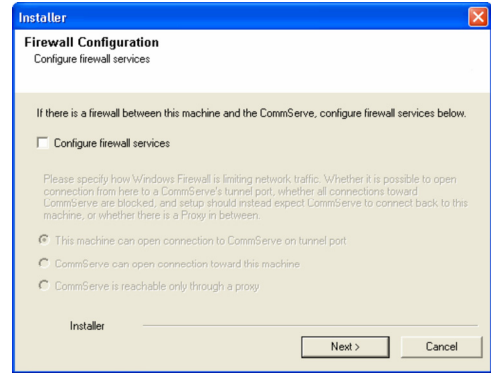 Installer
Firewall Configuration
Configure firewall services
If there is a firewall between this machine and the CommServe, configure firewall services below.
Configure firewall services
Please specify how Windows Firewall is limiting network traffic. Whether it is possible to open
connection from here to a CommServe's tunnel port, whether all connections toward
CommServe are blocked, and setup should instead expect CommServe to connect back to this
machine, or whether there is a Proxy in between.
This machine can open connection to CommServe on tunnel port
CommServe can open connection toward this machine
CommServe is reachable only through a proxy
Installer
Next >
Cancel